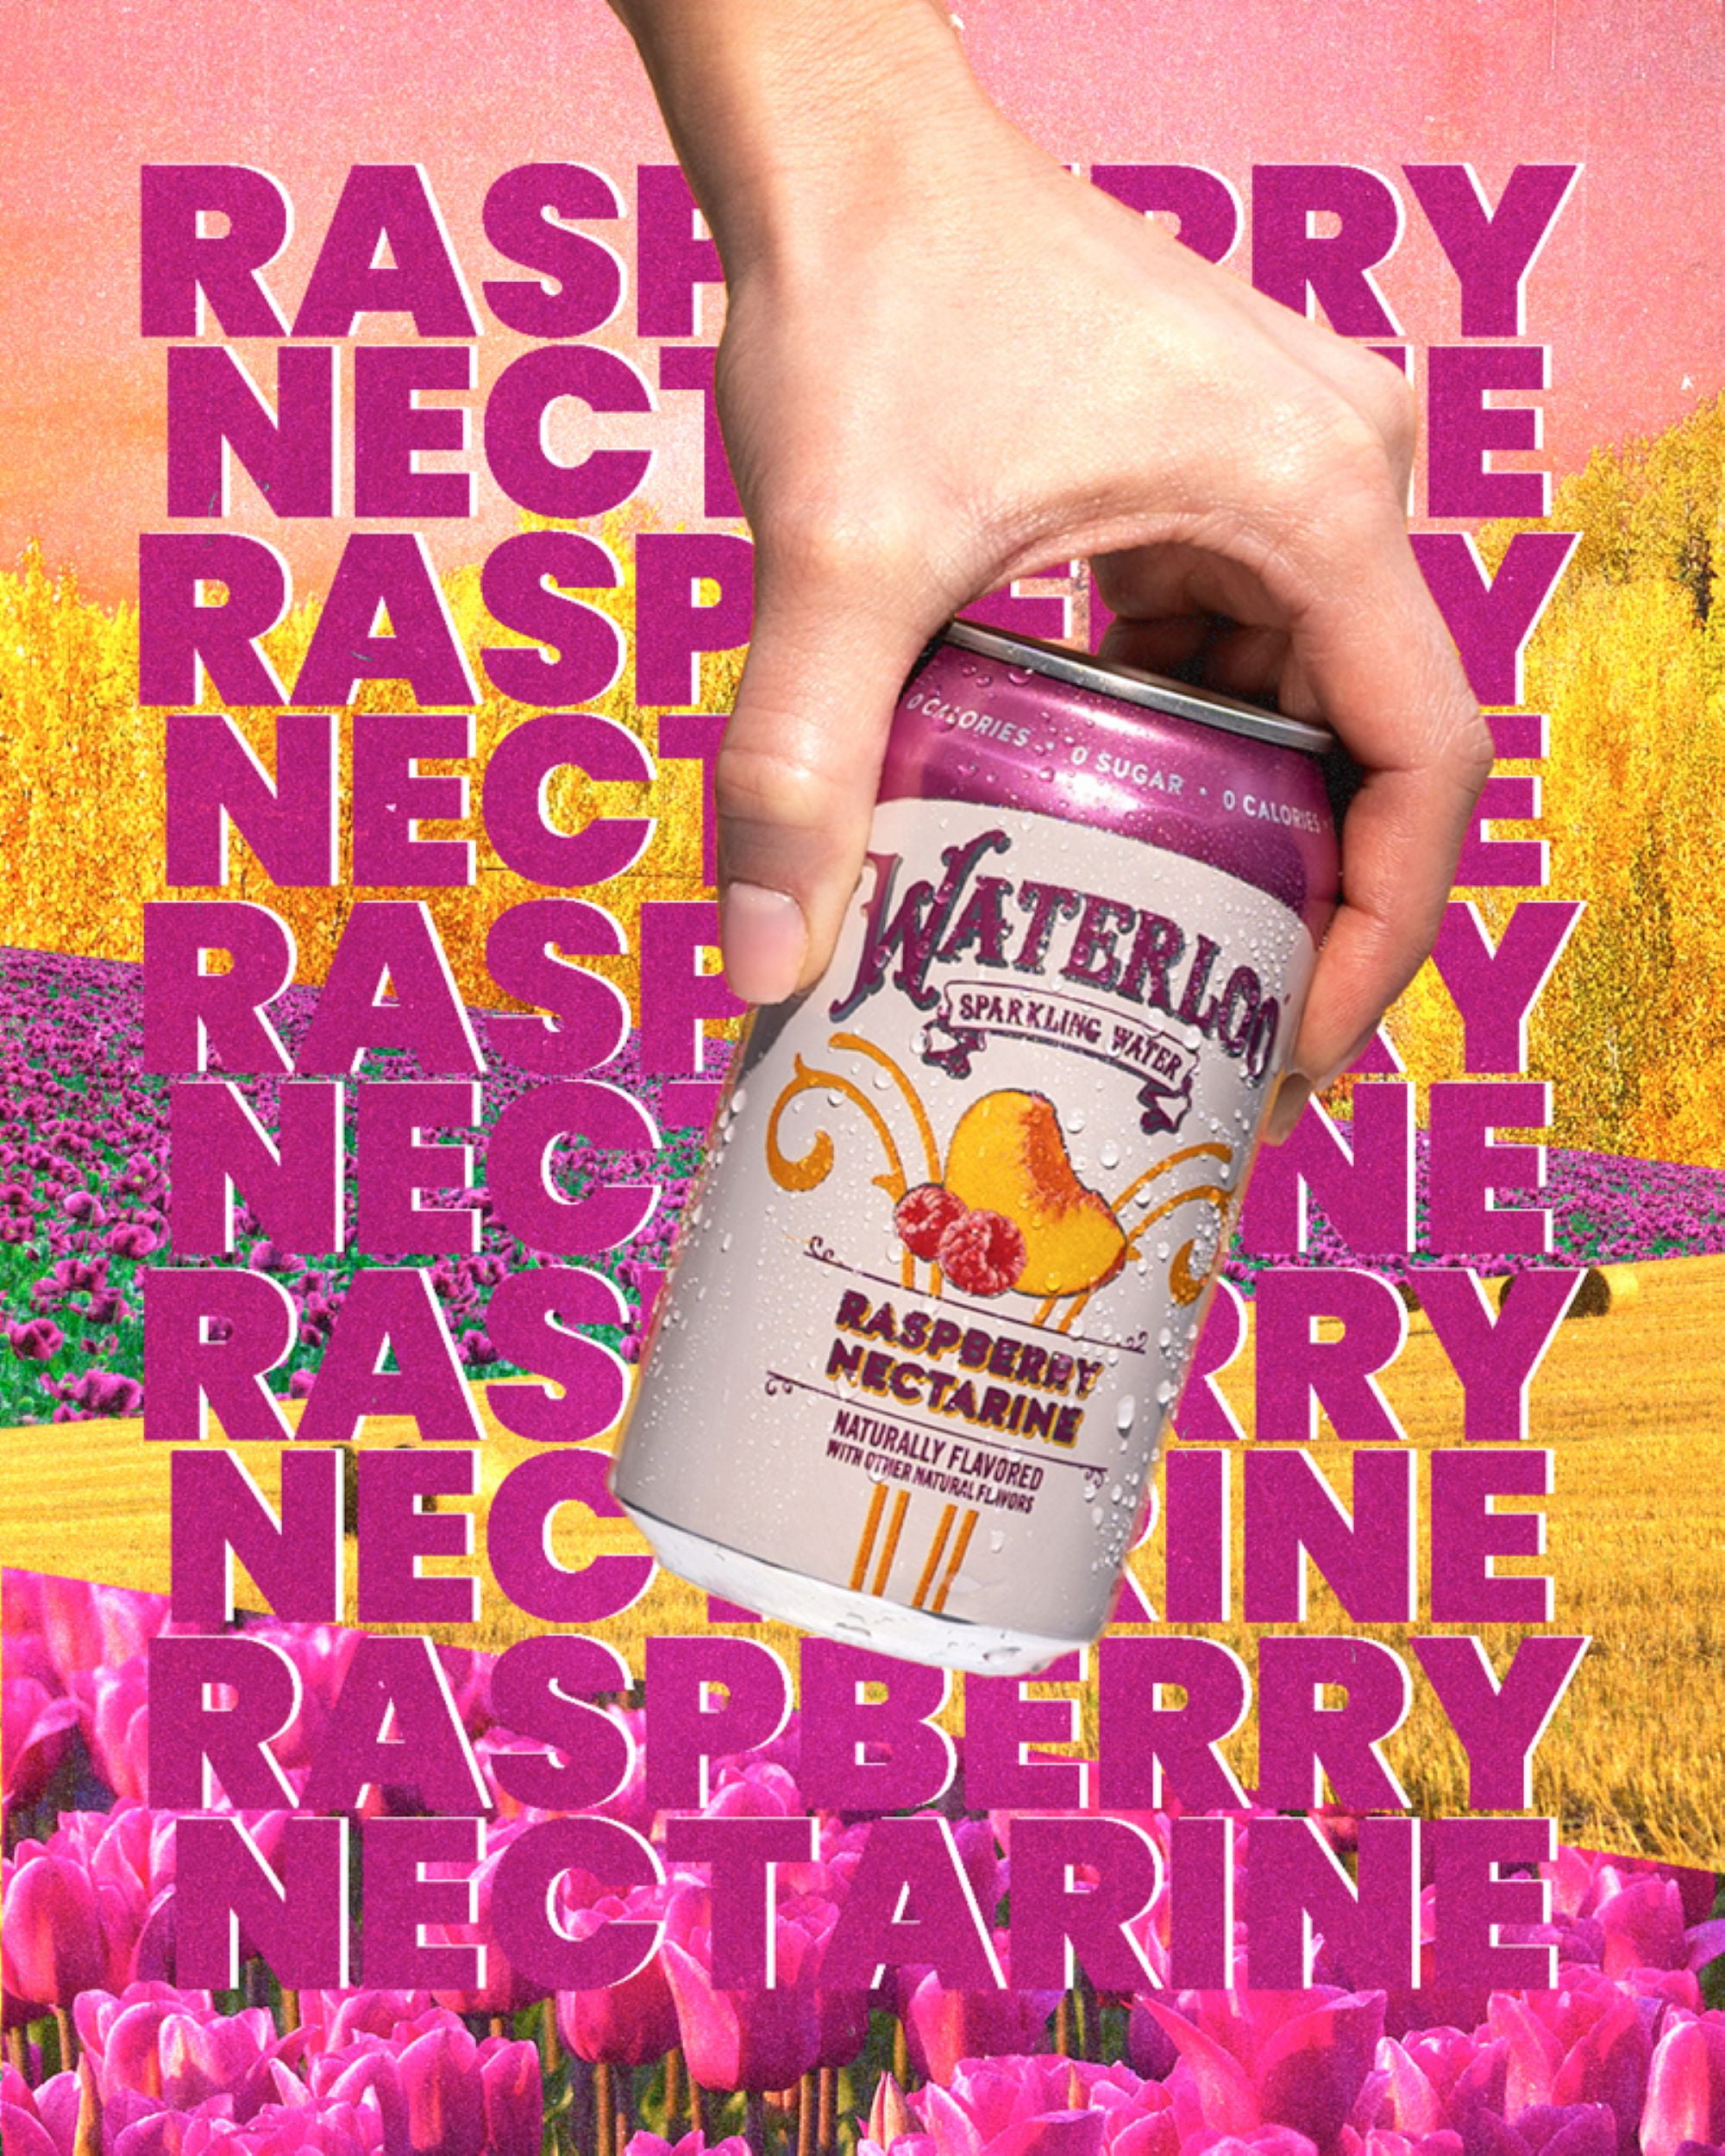 RASPBERRY
NECTARINE
RASPBERRY
NECTARINE
RASPBERRY
NECTARINE
RASPBERRY
NECTARINE
RASPBERRY
NECTARINE
0 CALORIES • 0 SUGAR • 0 CALORIES •
WATERLOO
SPARKLING WATER
RASPBERRY
NECTARINE
NATURALLY FLAVORED
WITH OTHER NATURAL FLAVORS